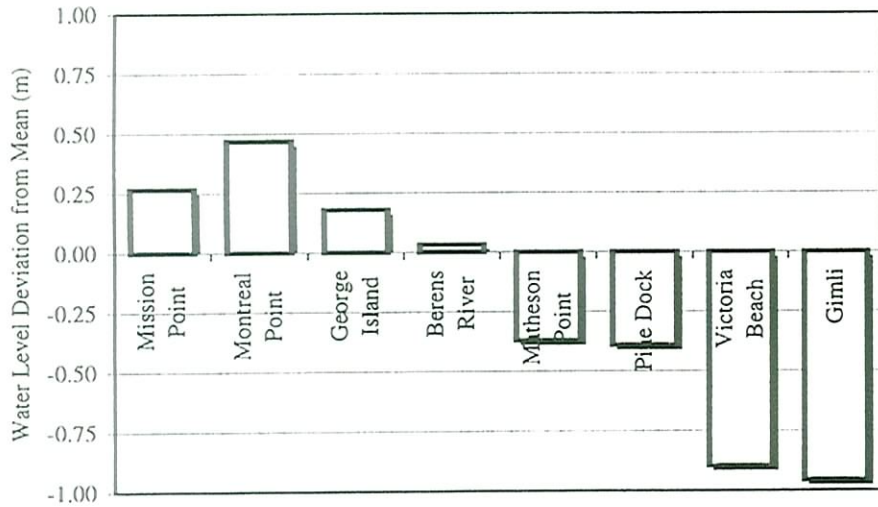 Water Level Deviation from Mean (m)
1.00
0.75
0.50
0.25
0.00
-0.25
-0.50
-0.75
-1.00
Mission
Point
Montreal
Point
George
Island
Berens
River
Matheson
Point
Pine Dock
Victoria
Beach
Gimli